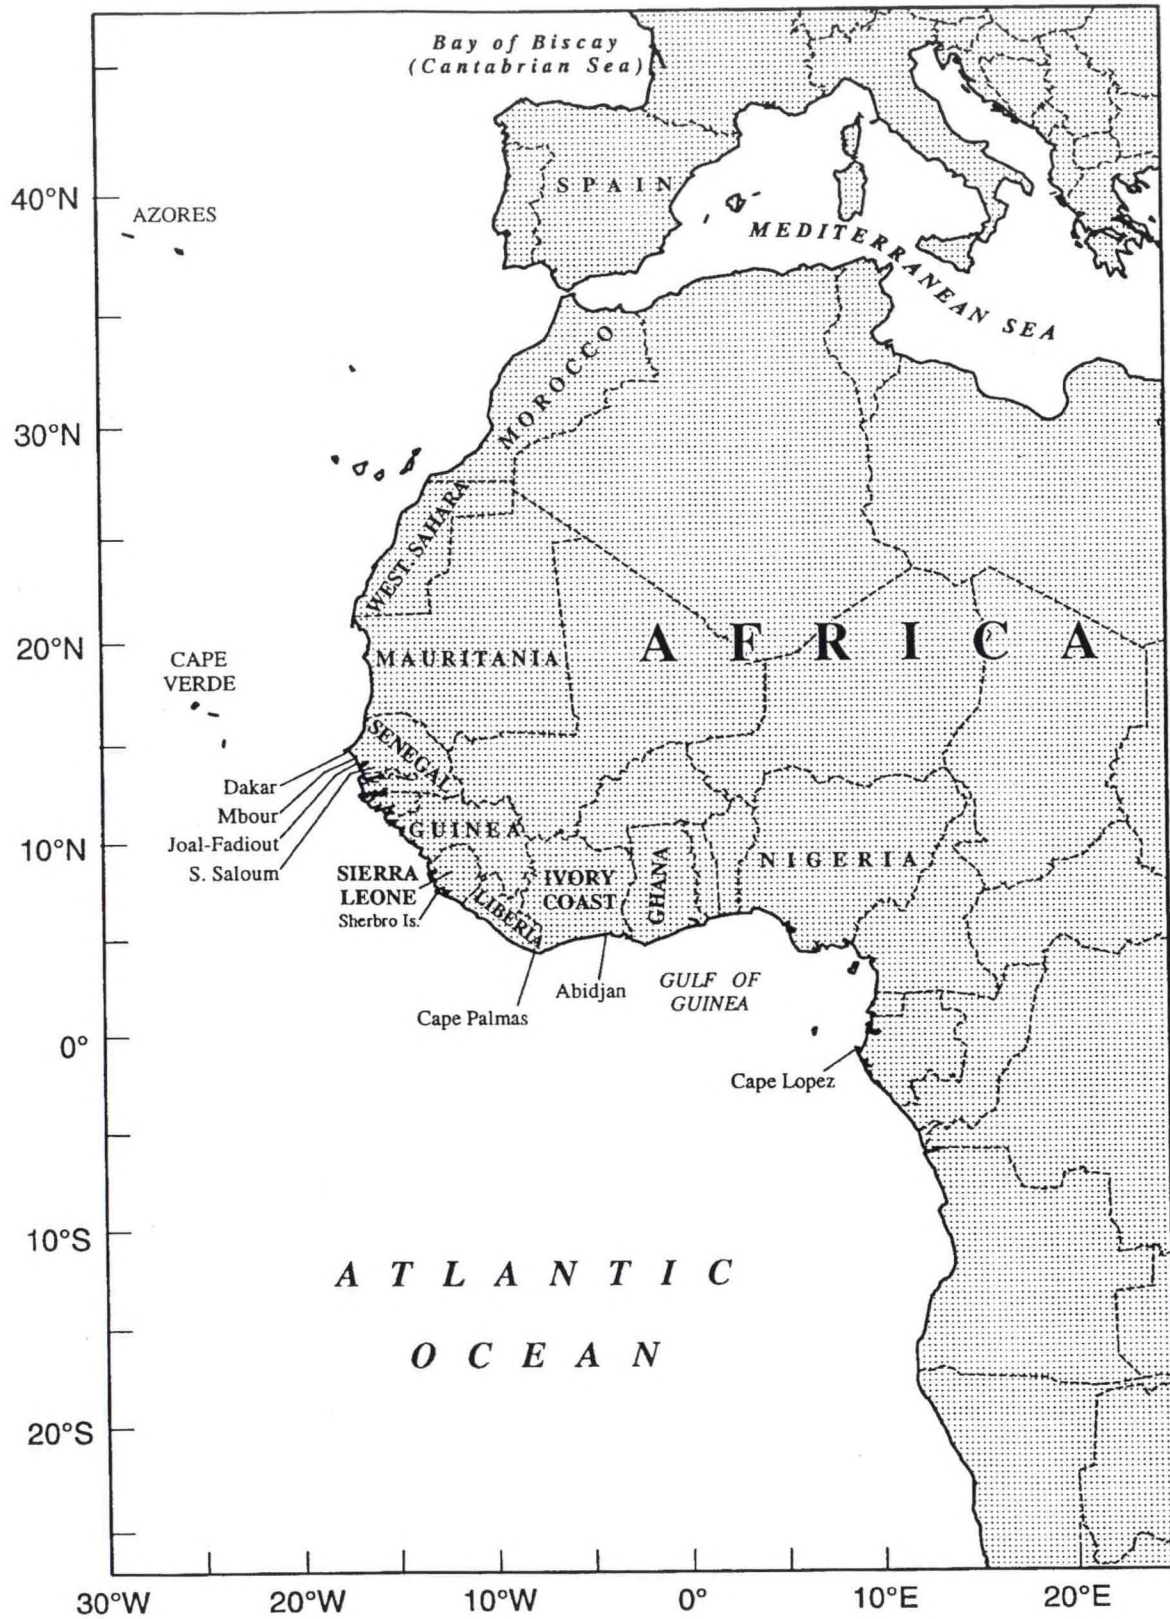 Bay of Biscay
(Cantabrian Sea)
SPAIN
40°N
AZORES
MEDITERRANEAN SEA
MOROCCO
30°N
WEST. SAHARA
20°N
AFRICA
MAURITANIA
CAPE
VERDE
SENEGAL
Dakar
Mbour
Joal-Fadiout
S. Saloum
10°N
GUINEA
SIERRA
LEONE
Sherbro Is.
LIBERIA
IVORY
COAST
GHANA
NIGERIA
Abidjan
GULF OF
GUINEA
Cape Palmas
0°
Cape Lopez
10°S
ATLANTIC
OCEAN
20°S
30°W
20°W
10°W
0°
10°E
20°E